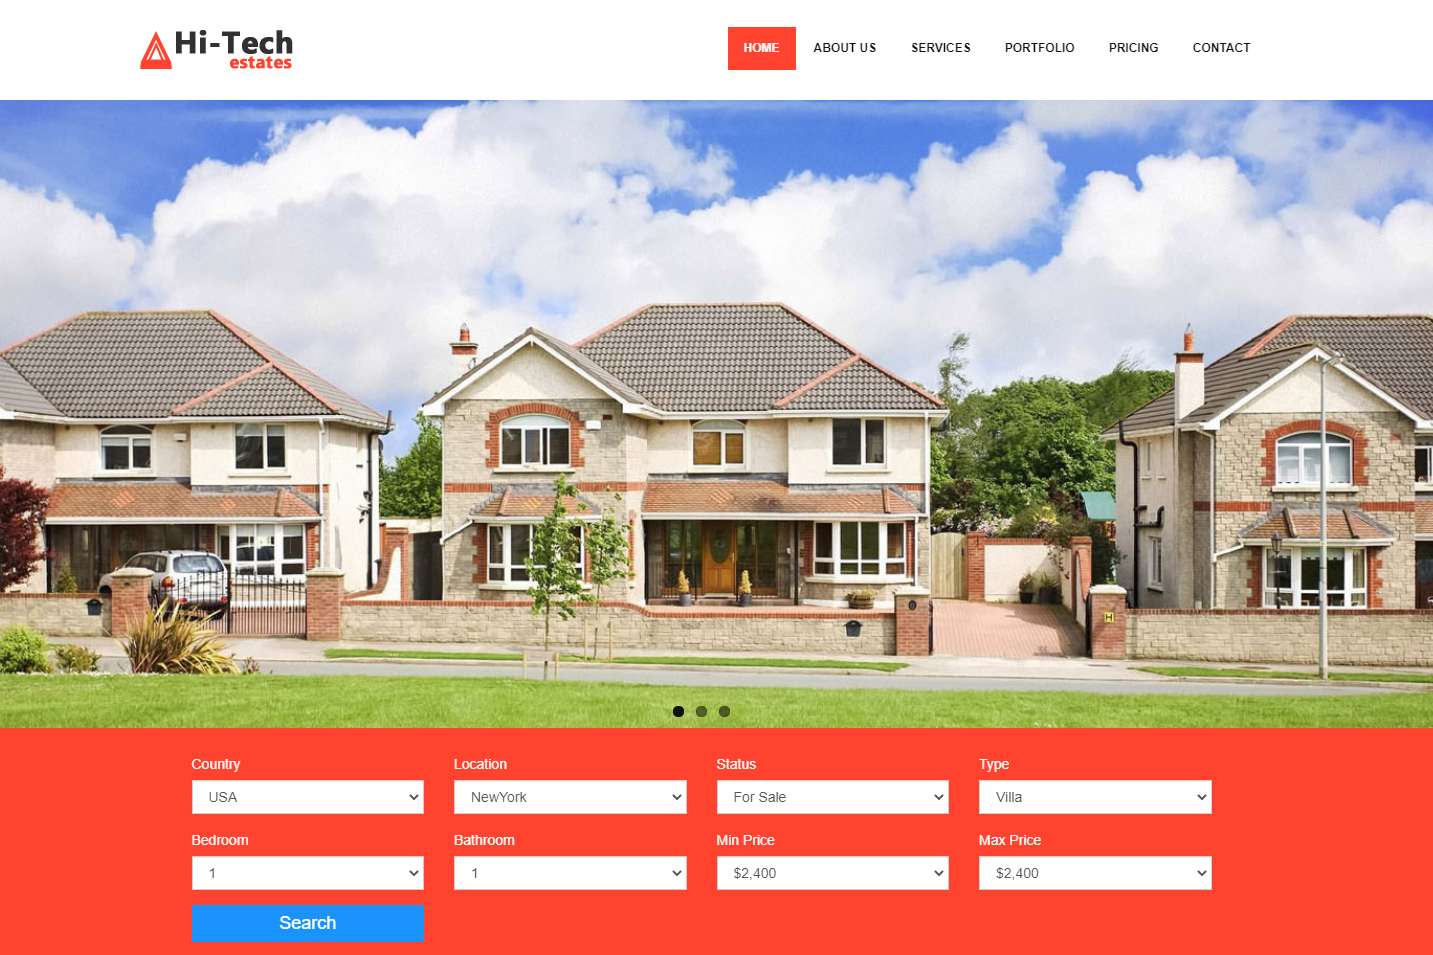 Hi-Tech
estates
HOME ABOUT US SERVICES PORTFOLIO PRICING CONTACT
Country Location Status Type
USA NewYork For Sale Villa
Bedroom Bathroom Min Price Max Price
1 1 $2,400 $2,400
Search